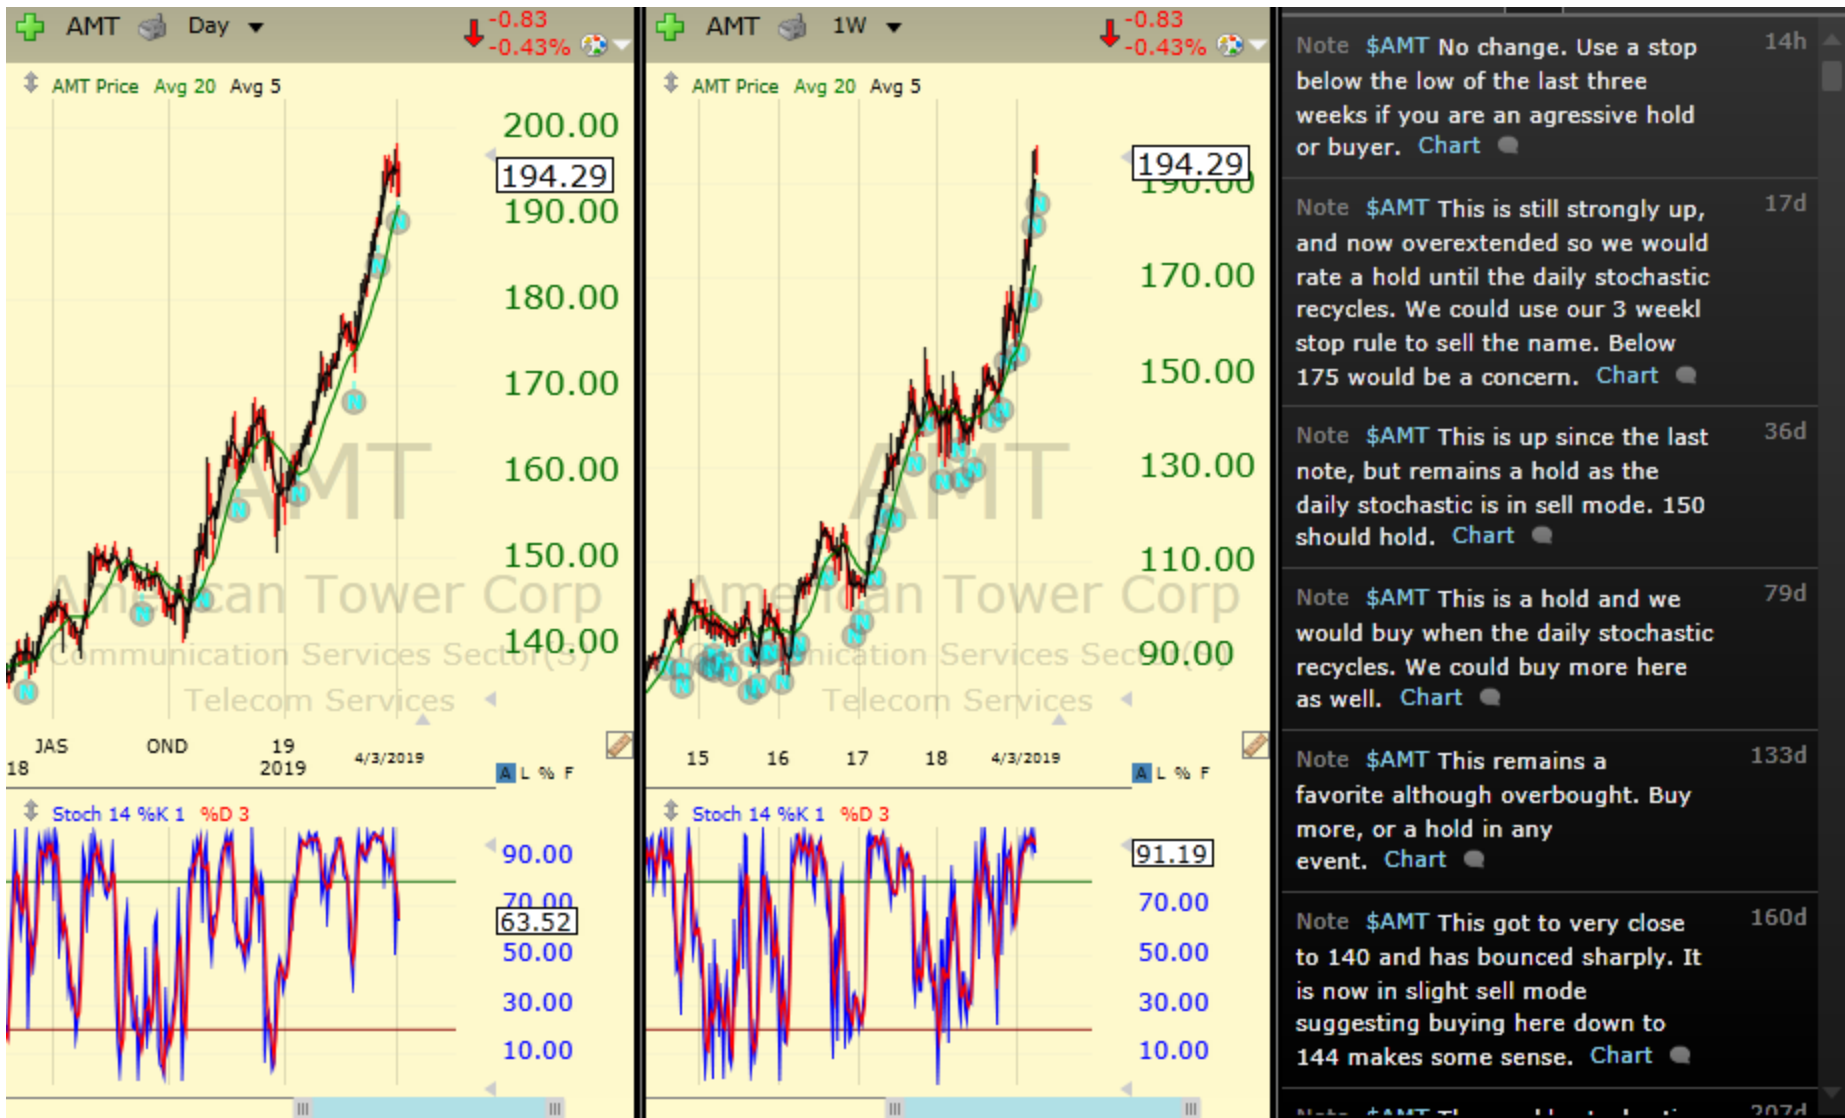 AMT Day
-0.83
-0.43%
AMT Price Avg 20 Avg 5
200.00
194.29
190.00
180.00
170.00
160.00
150.00
140.00
AMT
American Tower Corp
Communication Services Sector(S)
Telecom Services
JAS OND 19 4/3/2019
18 2019
A L % F
Stoch 14 %K 1 %D 3
90.00
70.00
63.52
50.00
30.00
10.00
AMT 1W
-0.83
-0.43%
AMT Price Avg 20 Avg 5
194.29
190.00
170.00
150.00
130.00
110.00
90.00
AMT
American Tower Corp
Communication Services Sector(S)
Telecom Services
15 16 17 18 4/3/2019
A L % F
Stoch 14 %K 1 %D 3
91.19
70.00
50.00
30.00
10.00
Note $AMT No change. Use a stop 14h
below the low of the last three
weeks if you are an agressive hold
or buyer. Chart
Note $AMT This is still strongly up, 17d
and now overextended so we would
rate a hold until the daily stochastic
recycles. We could use our 3 weekl
stop rule to sell the name. Below
175 would be a concern. Chart
Note $AMT This is up since the last 36d
note, but remains a hold as the
daily stochastic is in sell mode. 150
should hold. Chart
Note $AMT This is a hold and we 79d
would buy when the daily stochastic
recycles. We could buy more here
as well. Chart
Note $AMT This remains a 133d
favorite although overbought. Buy
more, or a hold in any
event. Chart
Note $AMT This got to very close 160d
to 140 and has bounced sharply. It
is now in slight sell mode
suggesting buying here down to
144 makes some sense. Chart
Note $AMT 207d